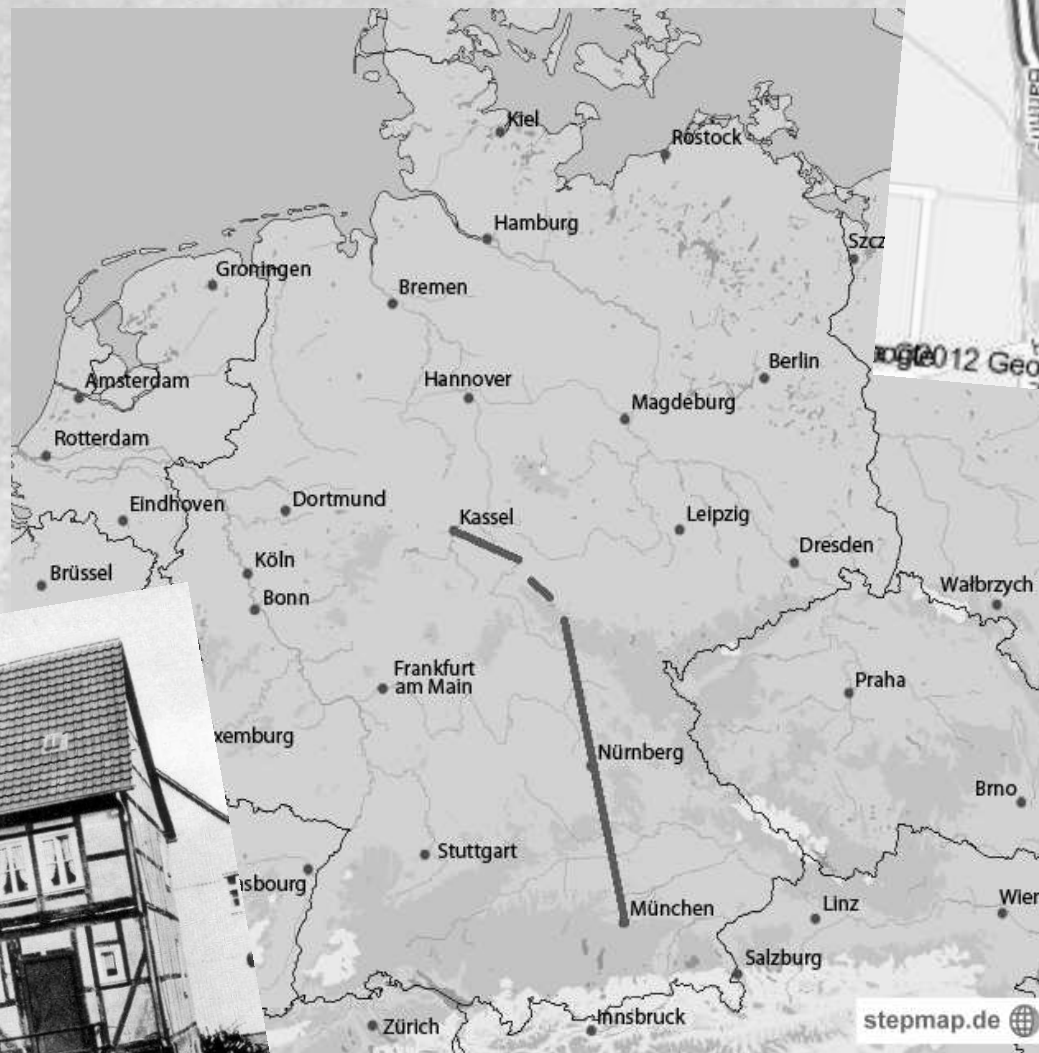 Kiel
Rostock
Hamburg
Groningen
Bremen
Szcz
Amsterdam
Hannover
Berlin
Magdeburg
2012 Geo
Rotterdam
Eindhoven
Dortmund
Kassel
Leipzig
Brüssel
Köln
Dresden
Bonn
Wałbrzych
Frankfurt
am Main
Praha
xemburg
Nürnberg
Brno
Stuttgart
asbourg
München
Linz
Wien
Salzburg
Zürich
Innsbruck
stepmap.de